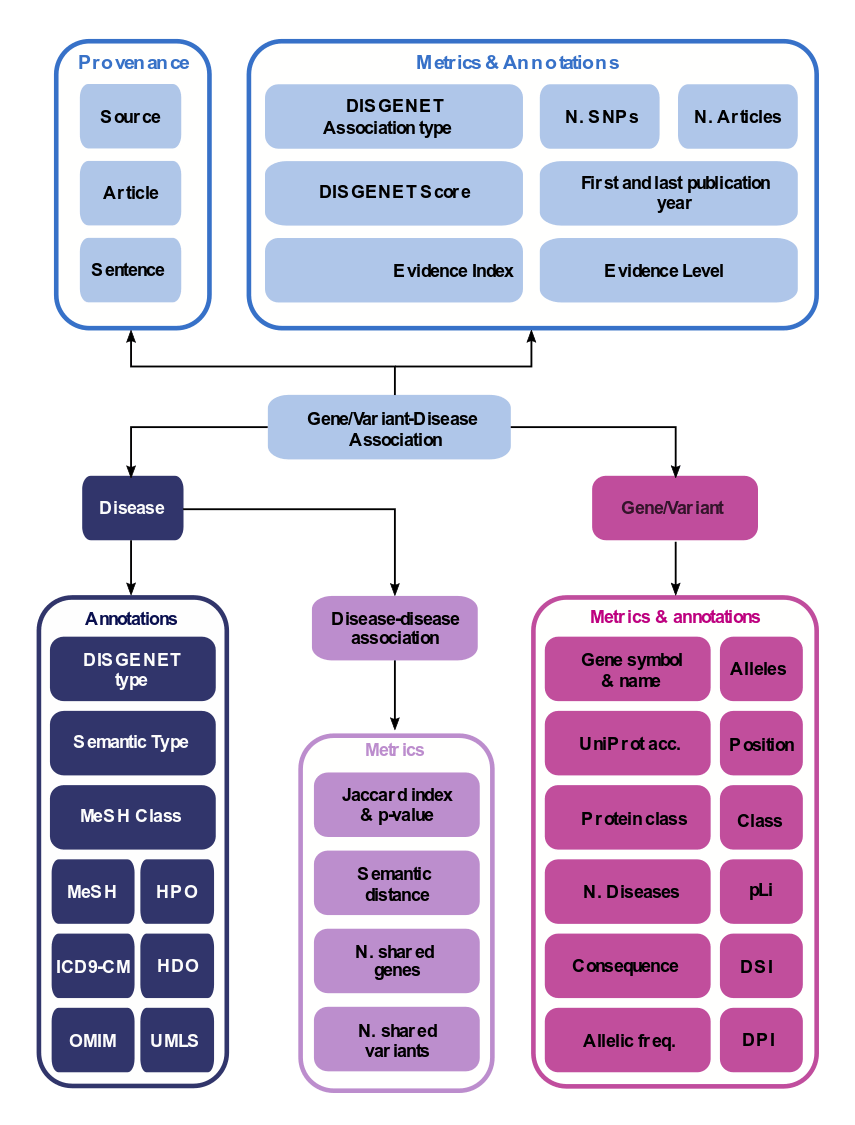 Provenance
Source
Article
Sentence
Metrics & Annotations
DISGENET
Association type
N. SNPs
N. Articles
DISGENET Score
First and last publication
year
Evidence Index
Evidence Level
Gene/Variant-Disease
Association
Disease
Gene/Variant
Annotations
DISGENET
type
Semantic Type
MeSH Class
MeSH
HPO
ICD9-CM
HDO
OMIM
UMLS
Disease-disease
association
Metrics
Jaccard index
& p-value
Semantic
distance
N. shared
genes
N. shared
variants
Metrics & annotations
Gene symbol
& name
Alleles
UniProt acc.
Position
Protein class
Class
N. Diseases
pLi
Consequence
DSI
Allelic freq.
DPI